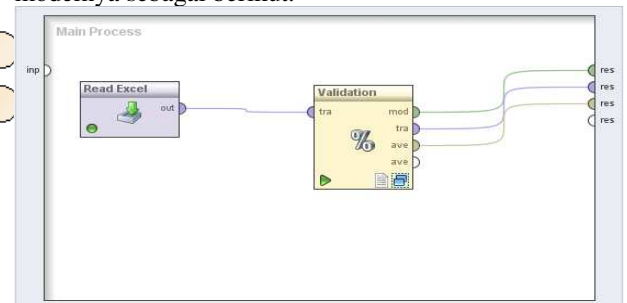 modelnya sebagai berikut:
Main Process
inp
res
res
res
res
Read Excel
out
Validation
tra
mod
tra
ave
ave
%